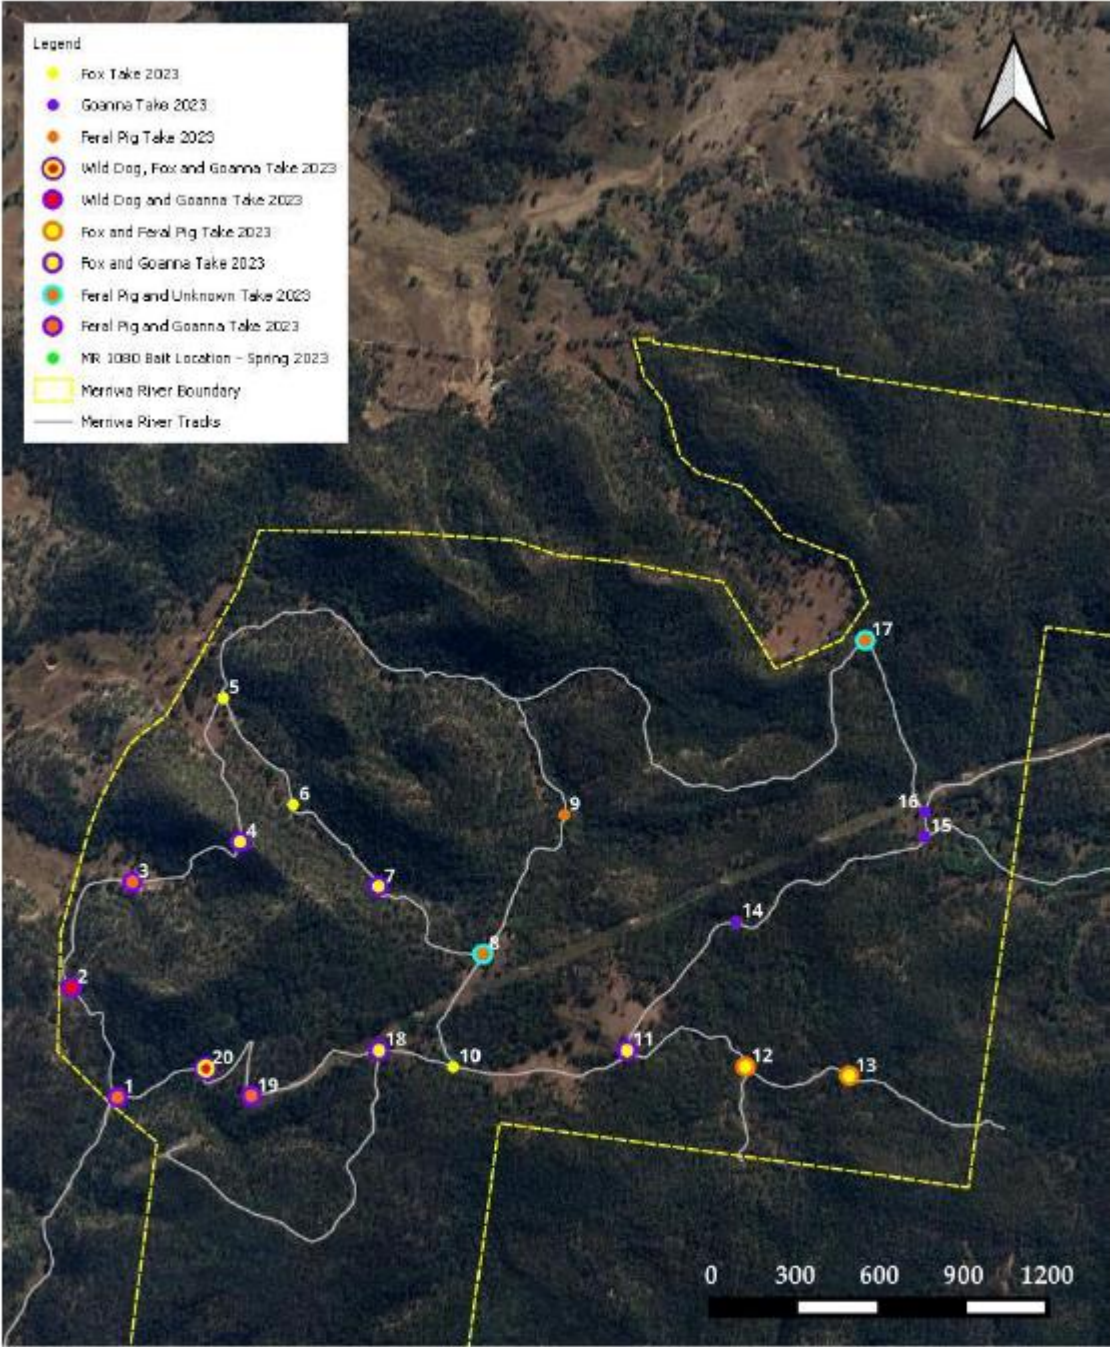 Legend
Fox Take 2023
Goanna Take 2023
Feral Pig Take 2023
Wild Dog, Fox and Goanna Take 2023
Wild Dog and Goanna Take 2023
Fox and Feral Pig Take 2023
Fox and Goanna Take 2023
Feral Pig and Unknown Take 2023
Feral Pig and Goanna Take 2023
MR 1080 Bait Location - Spring 2023
Merriwa River Boundary
Merriwa River Tracks
17
5
6
9
16
15
4
7
3
14
8
2
18
11
10
12
20
13
1
19
0 300 600 900 1200